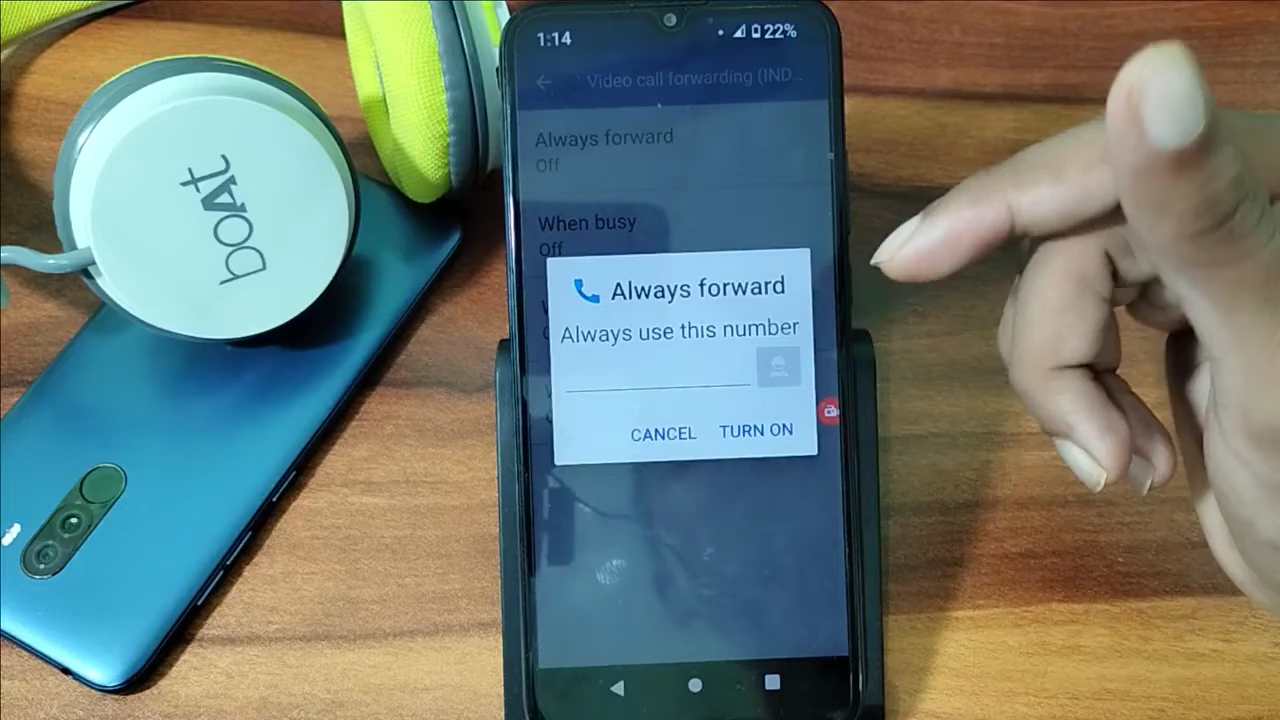 1:14
22%
Video call forwarding (IND...
Always forward
Off
When busy
Off
Always forward
Always use this number
CANCEL
TURN ON
boAt